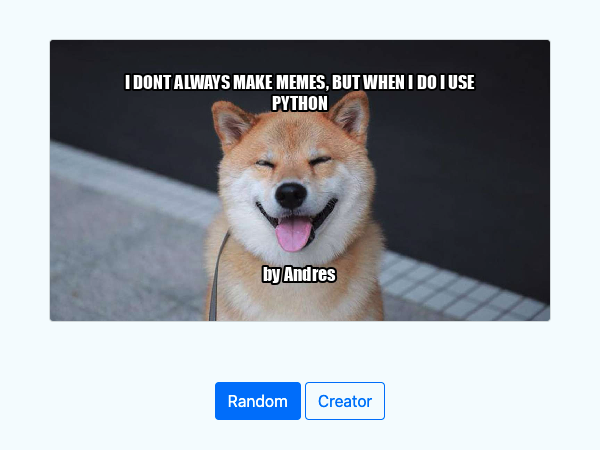 I DONT ALWAYS MAKE MEMES, BUT WHEN I DO I USE
PYTHON
by Andres
Random
Creator